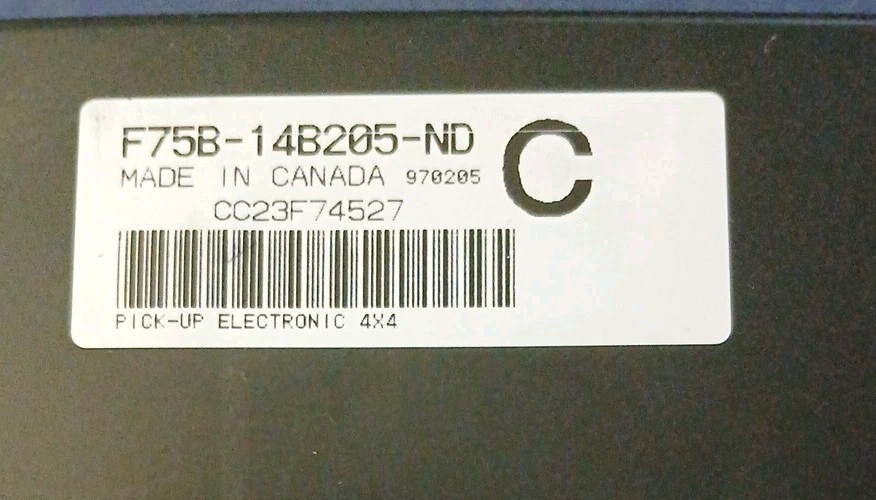 F75B-14B205-ND
C
MADE IN CANADA 970205
CC23F74527
PICK-UP ELECTRONIC 4X4